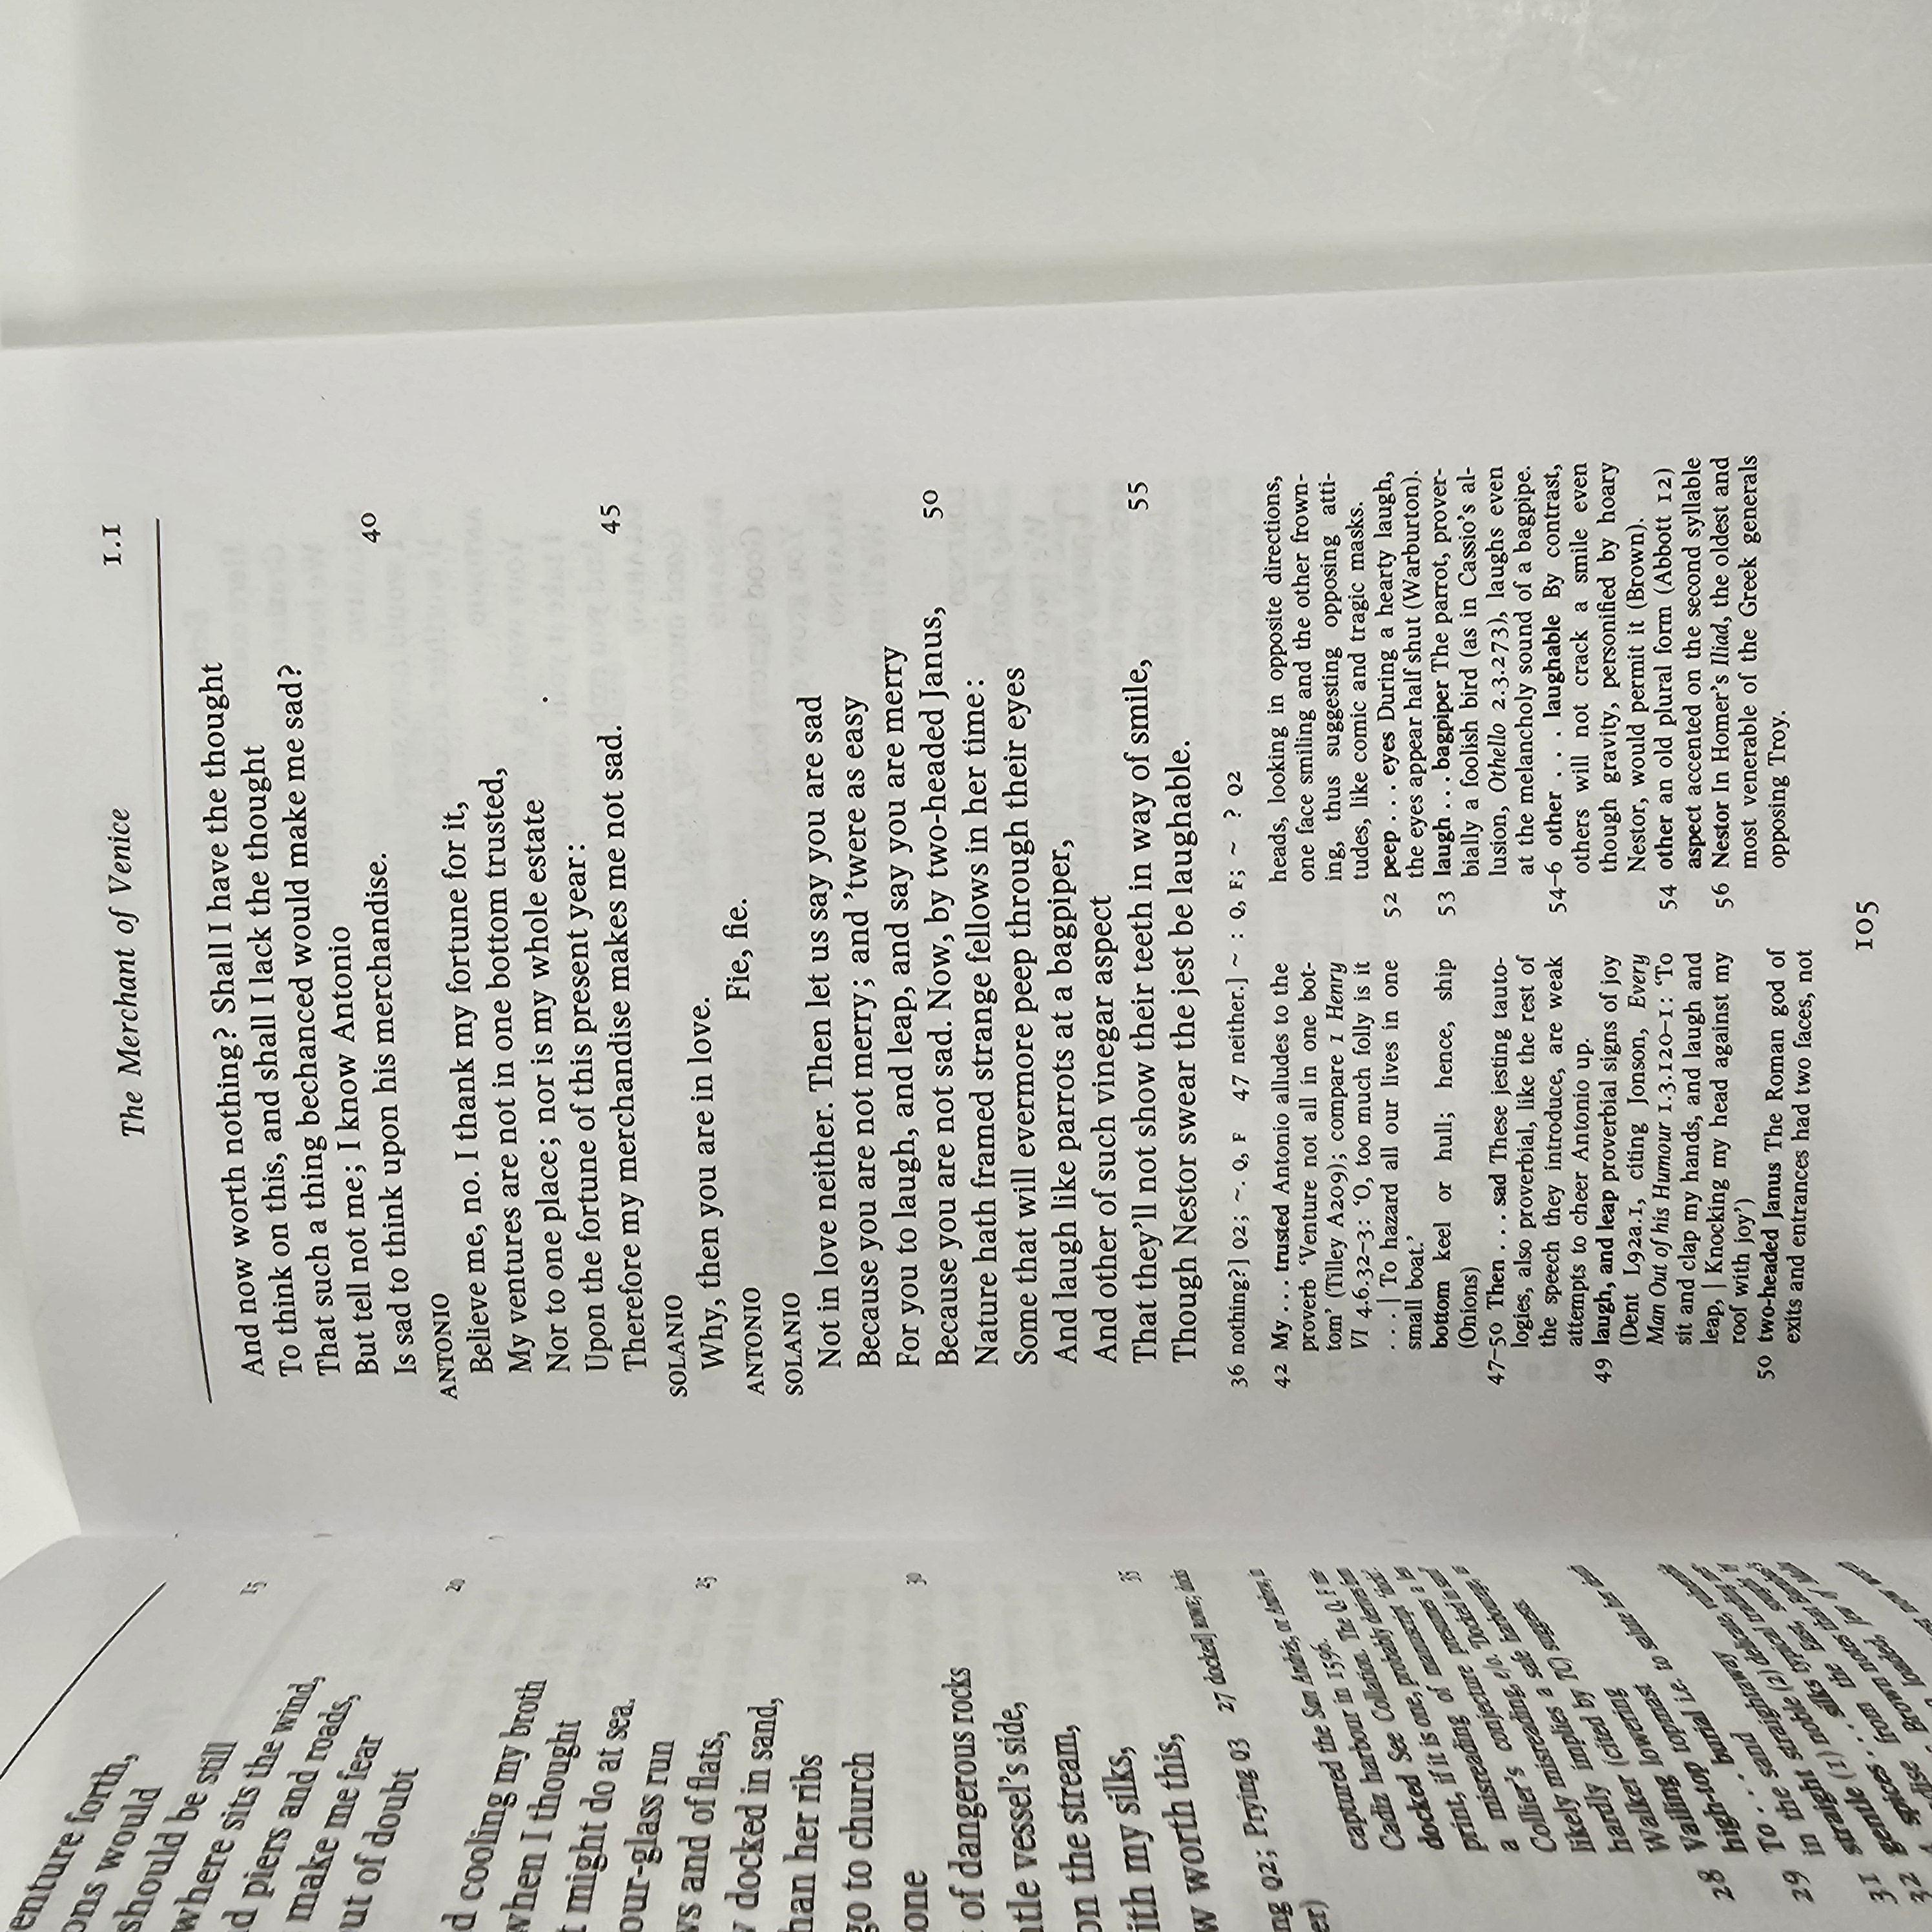 enture forth,
ons would
should be still
where sits the wind,
d piers and roads, 15
make me fear
out of doubt
20
d cooling my broth
when I thought
t might do at sea.
our-glass run
ws and of flats, 25
docked in sand,
han her ribs
go to church
one 30
of dangerous rocks
ntle vessel's side,
on the stream,
ith my silks, 35
w worth this,
ng Q2; Prying Q3 27 docked] ROWE; docks
er)
captured the San Andrés, or Andrew, in
Cadiz harbour in 1596.
docked See Collation. The Q, F mis-
print, if it is one, probably derives from
a misreading of manuscript 'dockt'.
Collier's conjecture presumes a less
likely misreading, e/o. 'Docked in sand'
hardly implies a safe harbourage, as
Walker (cited by TC) suggests.
28 Vailing lowering
high-top topmast
29 To . . . burial i.e. to salute her death
in the sand
31 straight straightaway
32 gentle (1) noble (2) delicate, vulnerable
spices . . . silks typical trading mer-
from the East, sought
Brown notes that Barabas's
loaded, Jew of Malt
now worth
The Merchant of Venice 1.1
And now worth nothing? Shall I have the thought
To think on this, and shall I lack the thought
That such a thing bechanced would make me sad?
But tell not me; I know Antonio
Is sad to think upon his merchandise. 40
ANTONIO
Believe me, no. I thank my fortune for it,
My ventures are not in one bottom trusted,
Nor to one place; nor is my whole estate
Upon the fortune of this present year:
Therefore my merchandise makes me not sad. 45
SOLANIO
Why, then you are in love.
ANTONIO Fie, fie.
SOLANIO
Not in love neither. Then let us say you are sad
Because you are not merry; and 'twere as easy
For you to laugh, and leap, and say you are merry
Because you are not sad. Now, by two-headed Janus, 50
Nature hath framed strange fellows in her time:
Some that will evermore peep through their eyes
And laugh like parrots at a bagpiper,
And other of such vinegar aspect
That they'll not show their teeth in way of smile, 55
Though Nestor swear the jest be laughable.
36 nothing?] Q2; ~. Q, F 47 neither.] ~ : Q, F; ~ ? Q2
42 My . . . trusted Antonio alludes to the
proverb 'Venture not all in one bot-
tom' (Tilley A209); compare 1 Henry
VI 4.6.32–3: 'O, too much folly is it
. . . | To hazard all our lives in one
small boat.'
bottom keel or hull; hence, ship
(Onions)
47–50 Then . . . sad These jesting tauto-
logies, also proverbial, like the rest of
the speech they introduce, are weak
attempts to cheer Antonio up.
49 laugh, and leap proverbial signs of joy
(Dent L92a.1, citing Jonson, Every
Man Out of his Humour 1.3.120–1: 'To
sit and clap my hands, and laugh and
leap, | Knocking my head against my
roof with joy')
50 two-headed Janus The Roman god of
exits and entrances had two faces, not
heads, looking in opposite directions,
one face smiling and the other frown-
ing, thus suggesting opposing atti-
tudes, like comic and tragic masks.
52 peep . . . eyes During a hearty laugh,
the eyes appear half shut (Warburton).
53 laugh . . . bagpiper The parrot, prover-
bially a foolish bird (as in Cassio's al-
lusion, Othello 2.3.273), laughs even
at the melancholy sound of a bagpipe.
54–6 other . . . laughable By contrast,
others will not crack a smile even
though gravity, personified by hoary
Nestor, would permit it (Brown).
54 other an old plural form (Abbott 12)
aspect accented on the second syllable
56 Nestor In Homer's Iliad, the oldest and
most venerable of the Greek generals
opposing Troy.
105